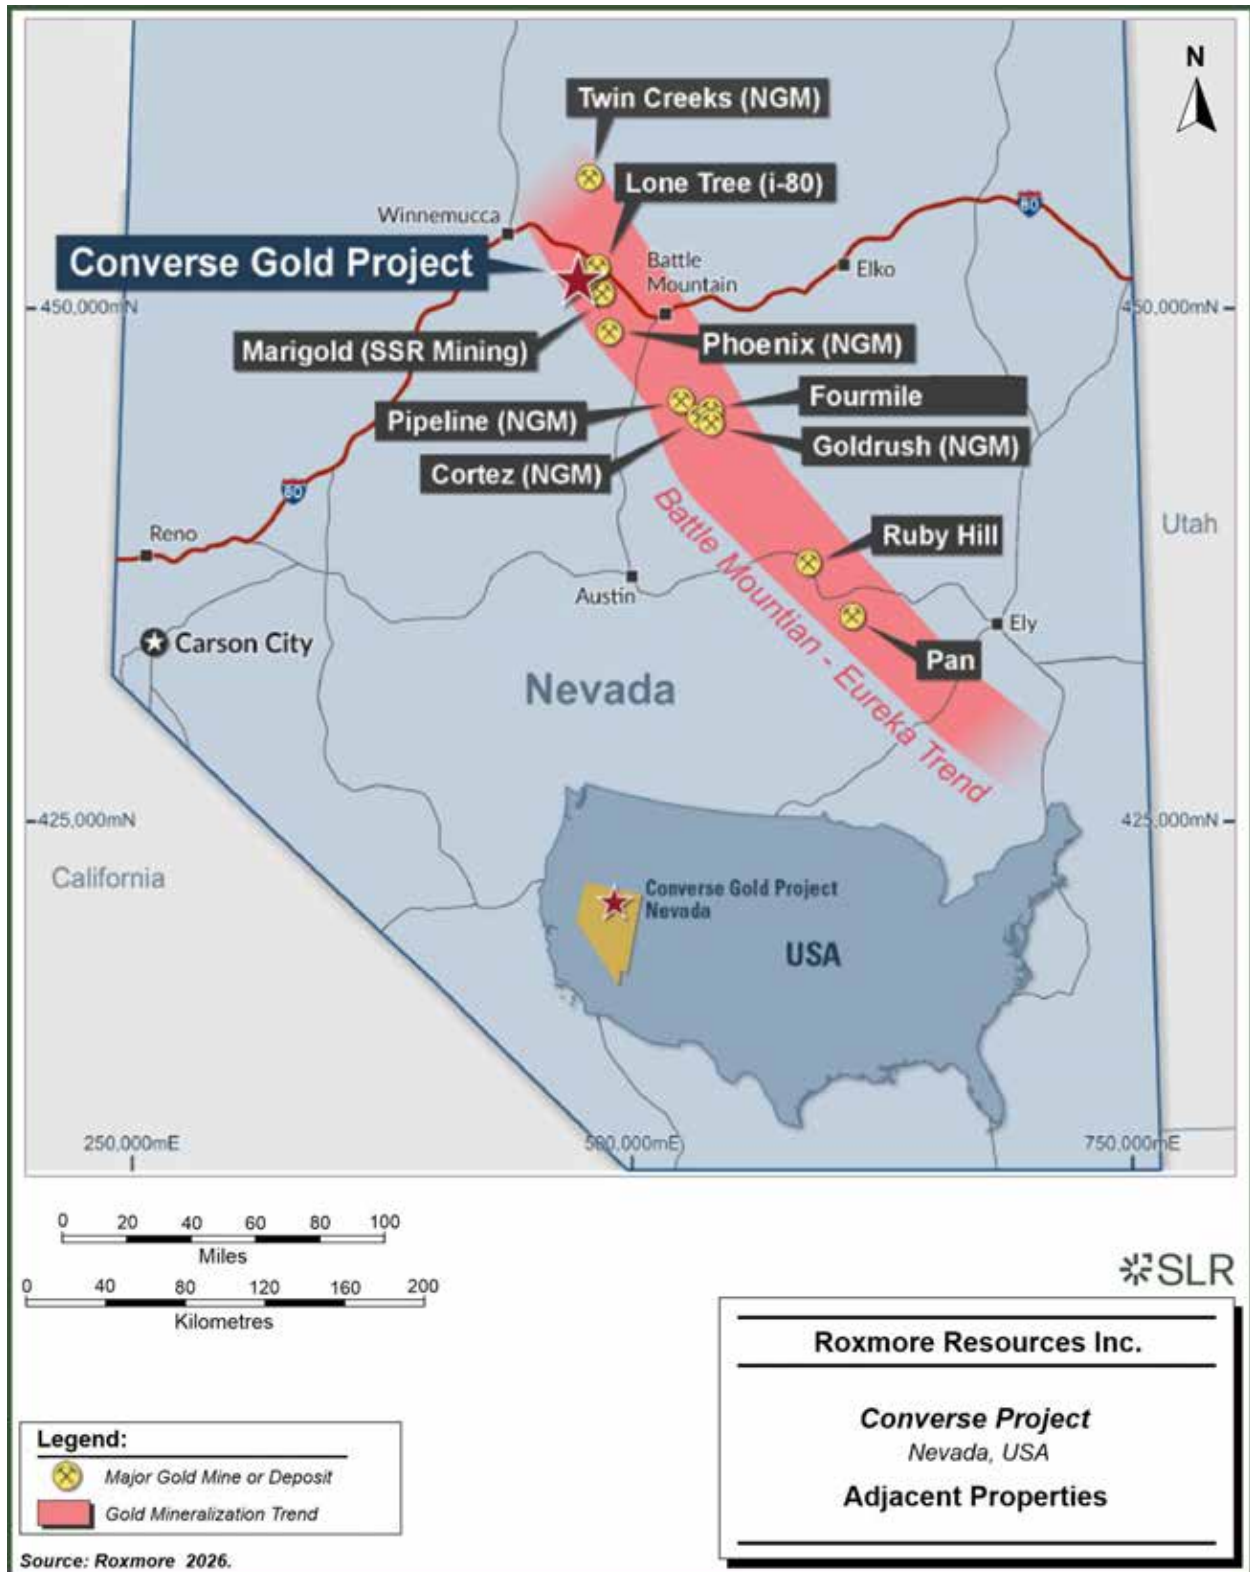 N
Twin Creeks (NGM)
Lone Tree (i-80)
80
Winnemucca
Converse Gold Project
Battle
Mountain
Elko
450,000mN
450,000mN
Marigold (SSR Mining)
Phoenix (NGM)
Fourmile
Pipeline (NGM)
Goldrush (NGM)
Cortez (NGM)
80
Reno
Ruby Hill
Utah
Battle Mountian - Eureka Trend
Austin
Ely
Carson City
Pan
Nevada
425,000mN
425,000mN
California
Converse Gold Project
Nevada
USA
250,000mE
500,000mE
750,000mE
0 20 40 60 80 100
Miles
0 40 80 120 160 200
Kilometres
SLR
Roxmore Resources Inc.
Converse Project
Nevada, USA
Adjacent Properties
Legend:
Major Gold Mine or Deposit
Gold Mineralization Trend
Source: Roxmore 2026.